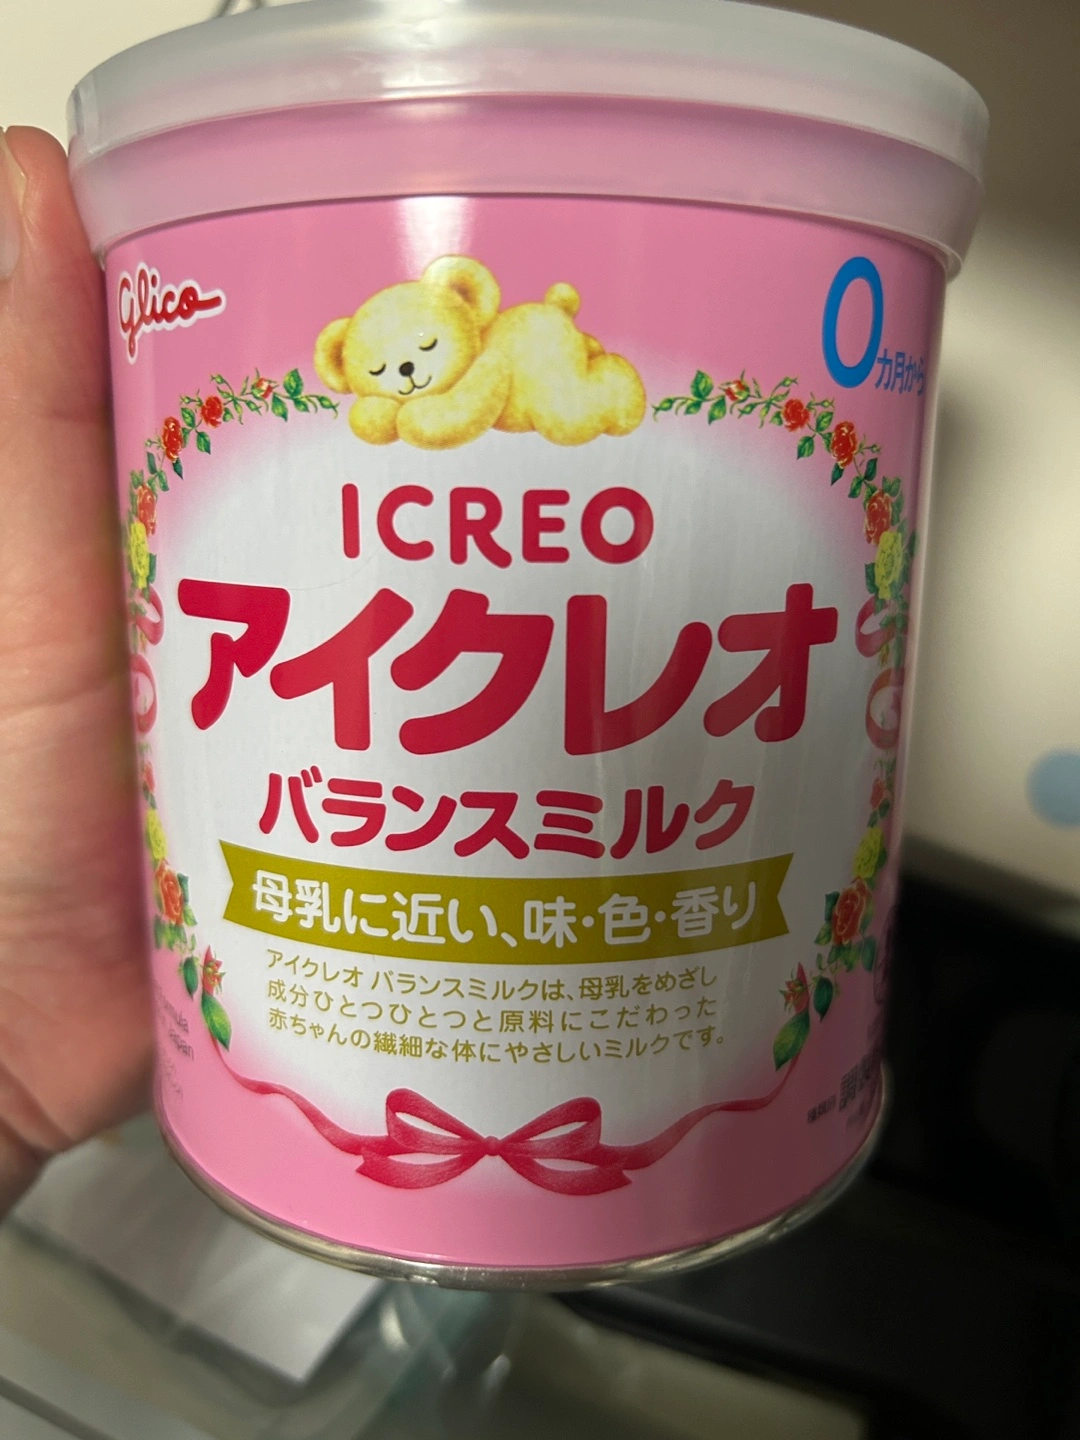 Glico
0ヵ月から
ICREO
アイクレオ
バランスミルク
母乳に近い、味・色・香り
アイクレオ バランスミルクは、母乳をめざし
成分ひとつひとつと原料にこだわった
赤ちゃんの繊細な体にやさしいミルクです。
Japan